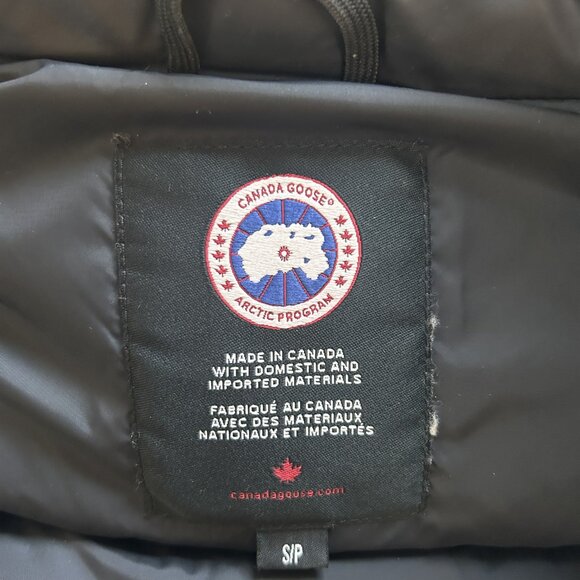 CANADA GOOSE®
ARCTIC PROGRAM
MADE IN CANADA
WITH DOMESTIC AND
IMPORTED MATERIALS
FABRIQUÉ AU CANADA
AVEC DES MATERIAUX
NATIONAUX ET IMPORTÉS
canadagoose.com
S/P